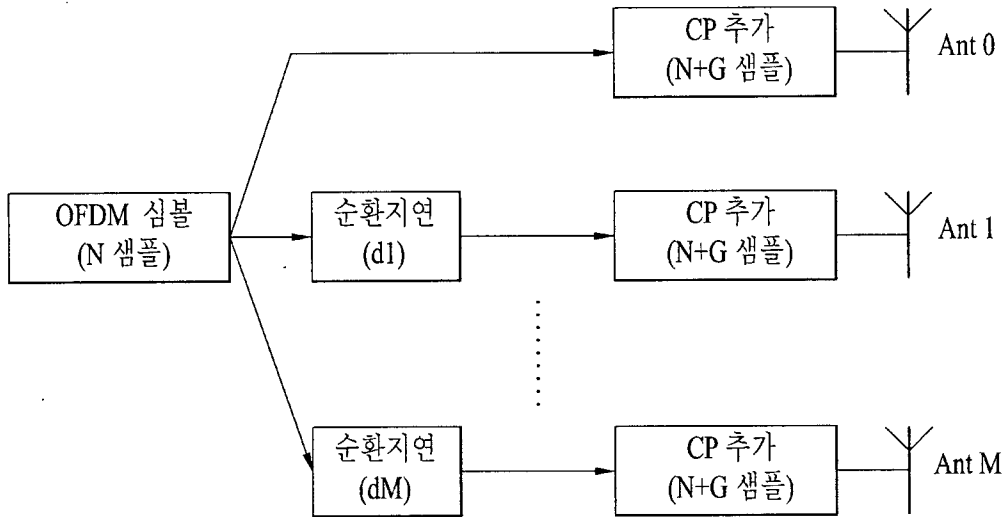 CP 추가
(N+G 샘플)
Ant 0
OFDM 심볼
(N 샘플)
순환지연
(d1)
CP 추가
(N+G 샘플)
Ant 1
순환지연
(dM)
CP 추가
(N+G 샘플)
Ant M